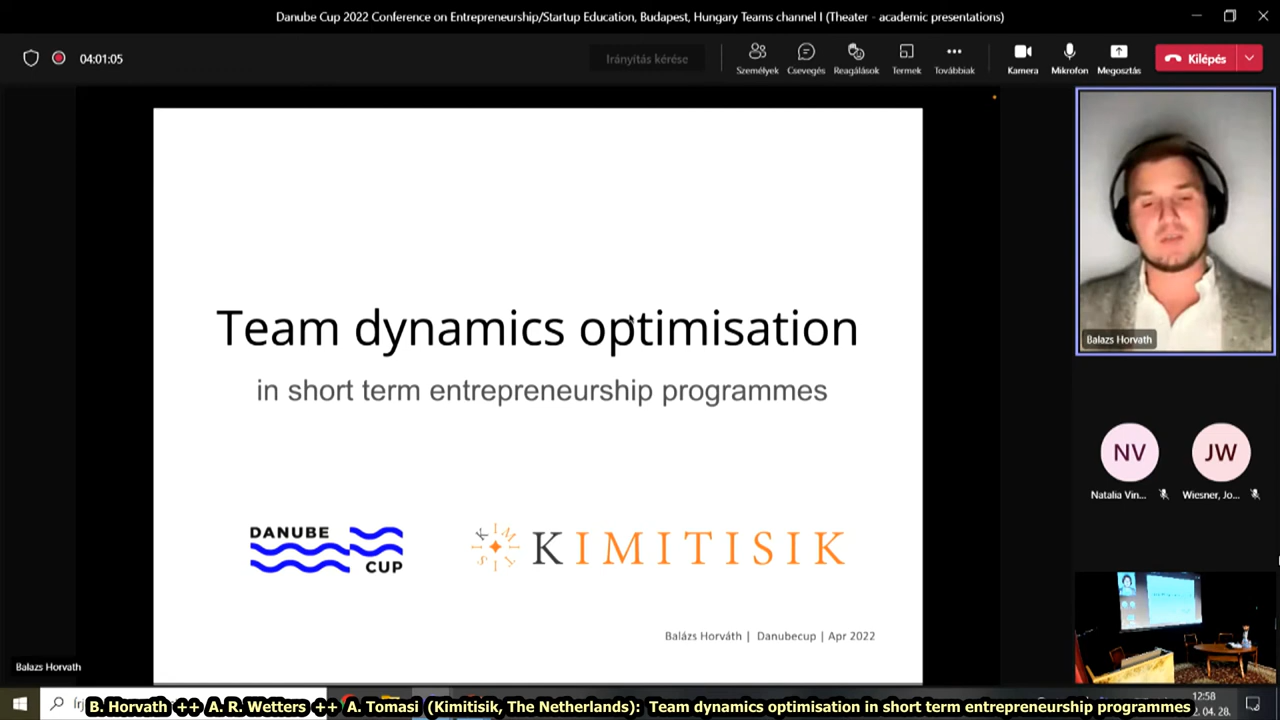 Danube Cup 2022 Conference on Entrepreneurship/Startup Education, Budapest, Hungary Teams channel I (Theater - academic presentations)
04:01:05
Irányítás kérése
Személyek
Csevegés
Reagálások
Termek
Továbbiak
Kamera
Mikrofon
Megosztás
Kilépés
Team dynamics optimisation
in short term entrepreneurship programmes
DANUBE
CUP
KIMITISIK
Balázs Horváth | Danubecup | Apr 2022
Balazs Horvath
Balazs Horvath
NV
JW
Natalia Vin...
Wiesner, Jo...
12:58
B. Horvath ++ A. R. Wetters ++ A. Tomasi (Kimitisik, The Netherlands): Team dynamics optimisation in short term entrepreneurship programmes
2. 04. 28.